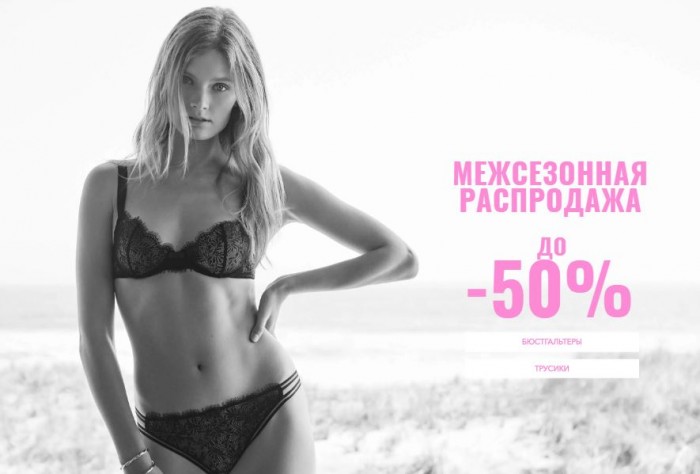 МЕЖСЕЗОННАЯ
РАСПРОДАЖА
ДО
-50%
БЮСТГАЛЬТЕРЫ
ТРУСИКИ